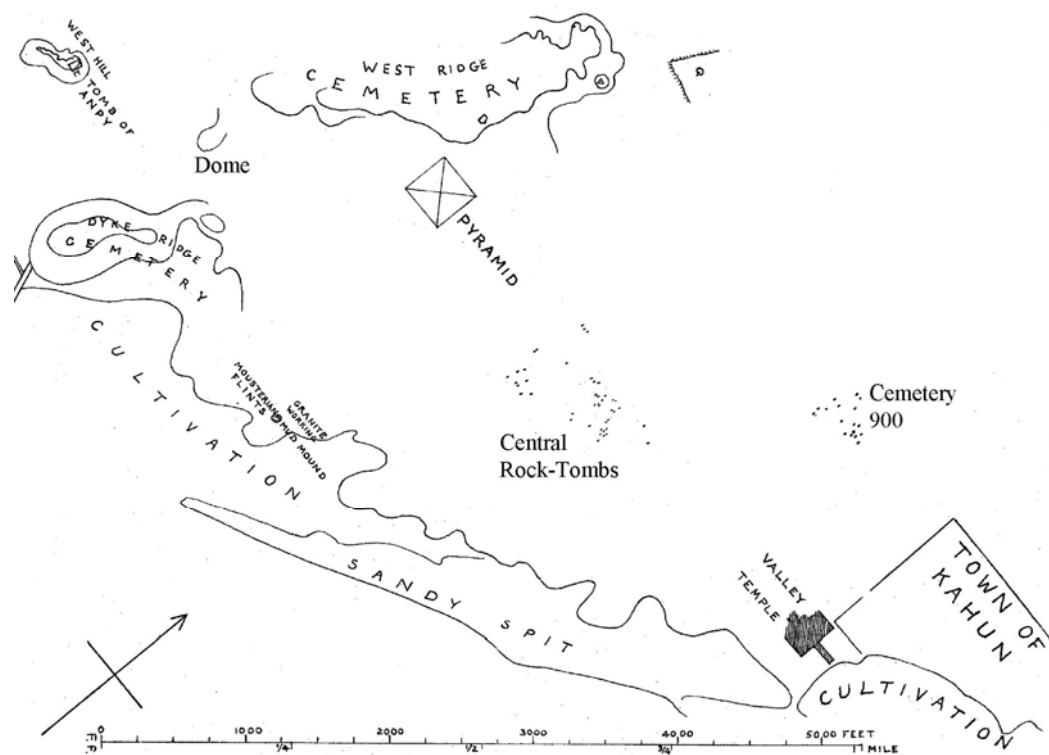 WEST HILL
TOMB OF
ANPY
WEST RIDGE
CEMETERY
Dome
PYRAMID
DYKE RIDGE
CEMETERY
CULTIVATION
MOUSTERIAN
FLINTS
GRANITE
WORKING
MUD MOUND
Central
Rock-Tombs
Cemetery
900
SANDY SPIT
VALLEY
TEMPLE
TOWN OF
KAHUN
CULTIVATION
0 1000 2000 3000 4000 5000 FEET
1/4 1/2 3/4 1 MILE